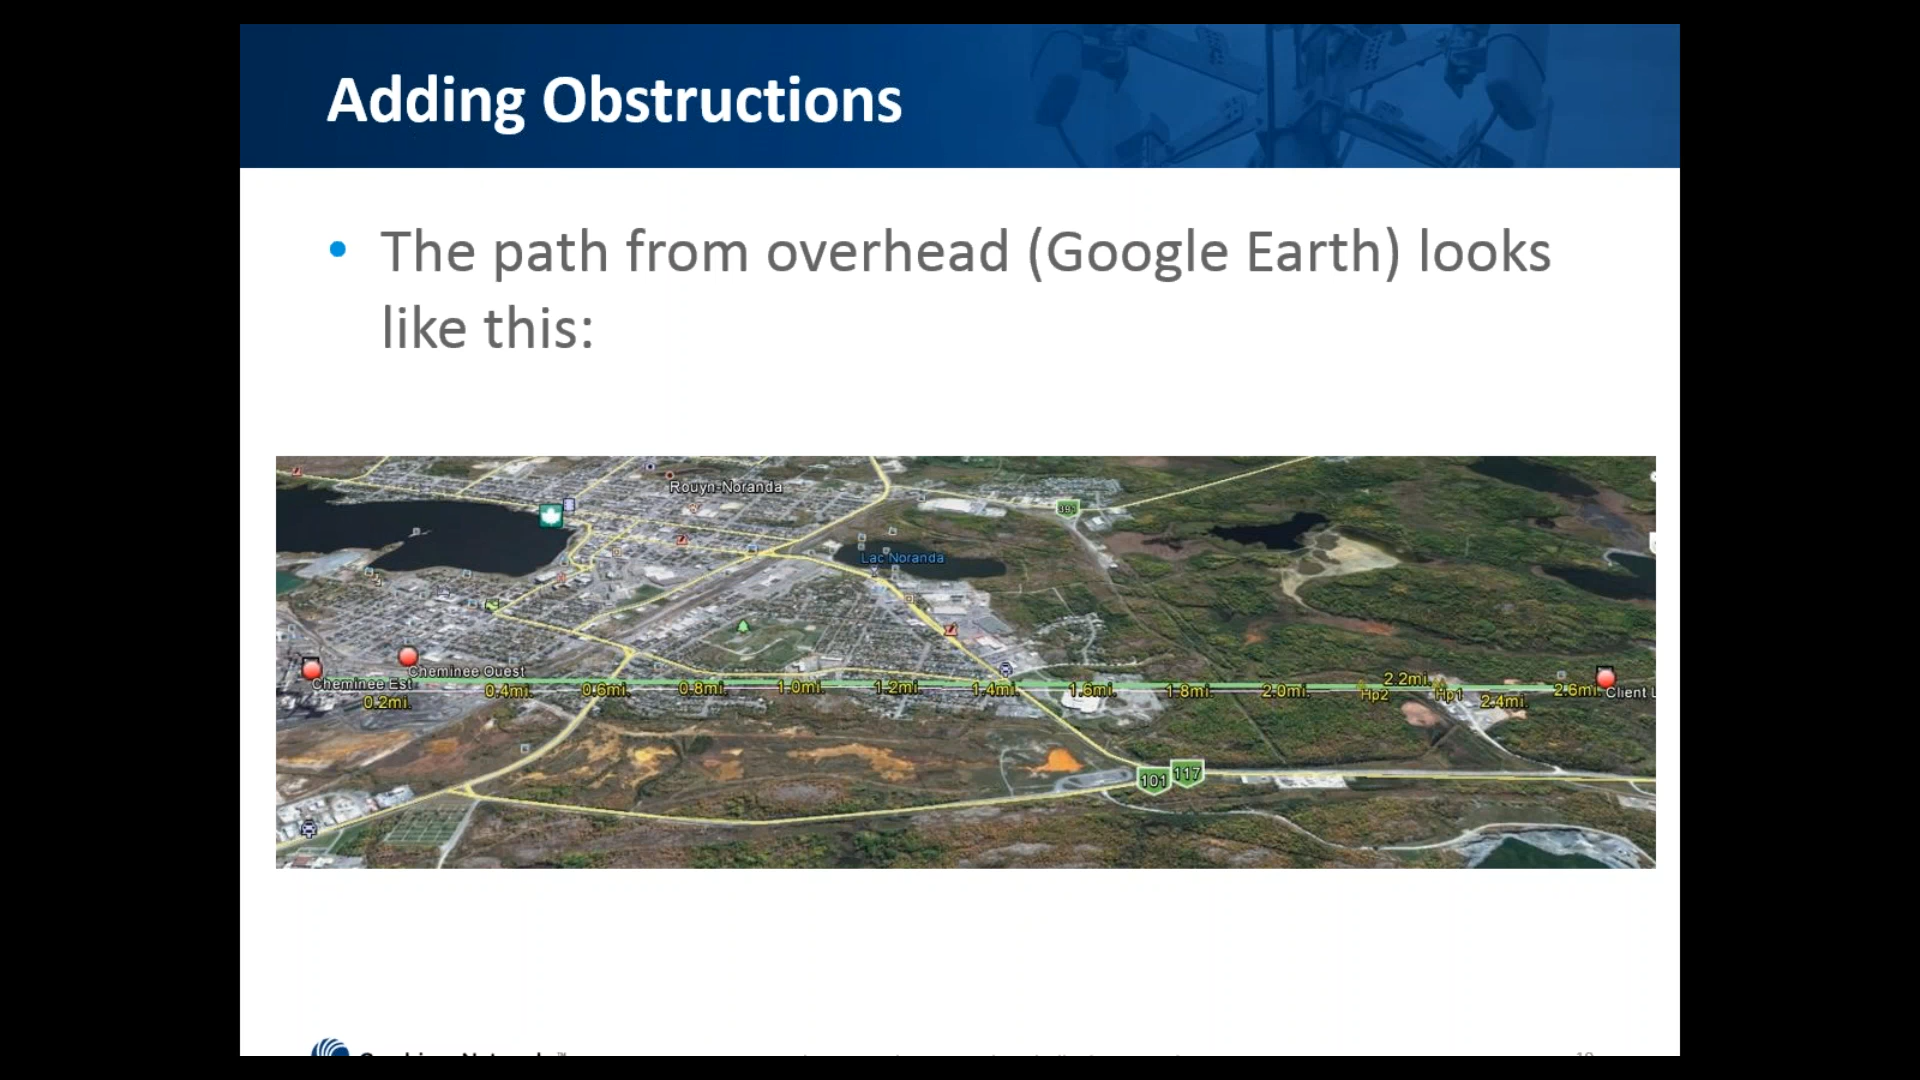 Adding Obstructions
• The path from overhead (Google Earth) looks
like this:
Rouyn-Noranda
391
Lac Noranda
Cheminee Ouest
Cheminee Est
0.2mi.
0.4mi.
0.6mi.
0.8mi.
1.0mi.
1.2mi
1.4mi.
1.6mi.
1.8mi.
2.0mi.
Hp2
2.2mi.
Hp1
2.4mi.
2.6mi.
Client
101
117